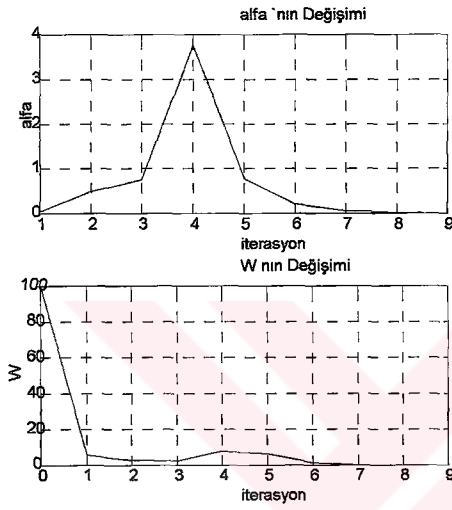 alfa `nın Değişimi
4
3
2
1
0
alfa
1 2 3 4 5 6 7 8 9
iterasyon
W nın Değişimi
100
80
60
40
20
0
W
0 1 2 3 4 5 6 7 8 9
iterasyon